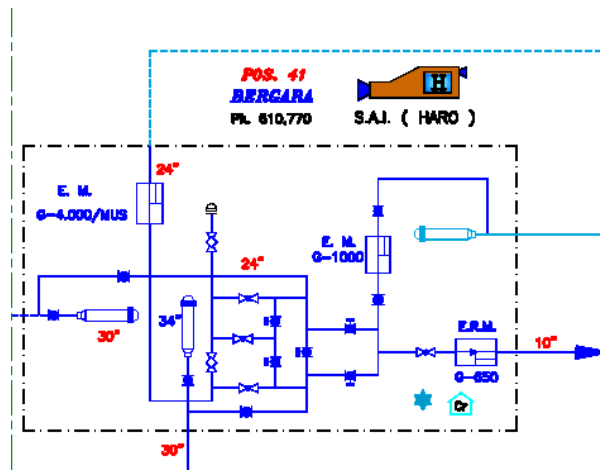 POS. 41
BERGARA
Pk. 610,770
H
S.A.I. ( HARO )
24"
E. M.
G-4.000/MUS
24"
E. M.
G-1000
34"
30"
E.R.M.
10"
G-650
Cr
30"